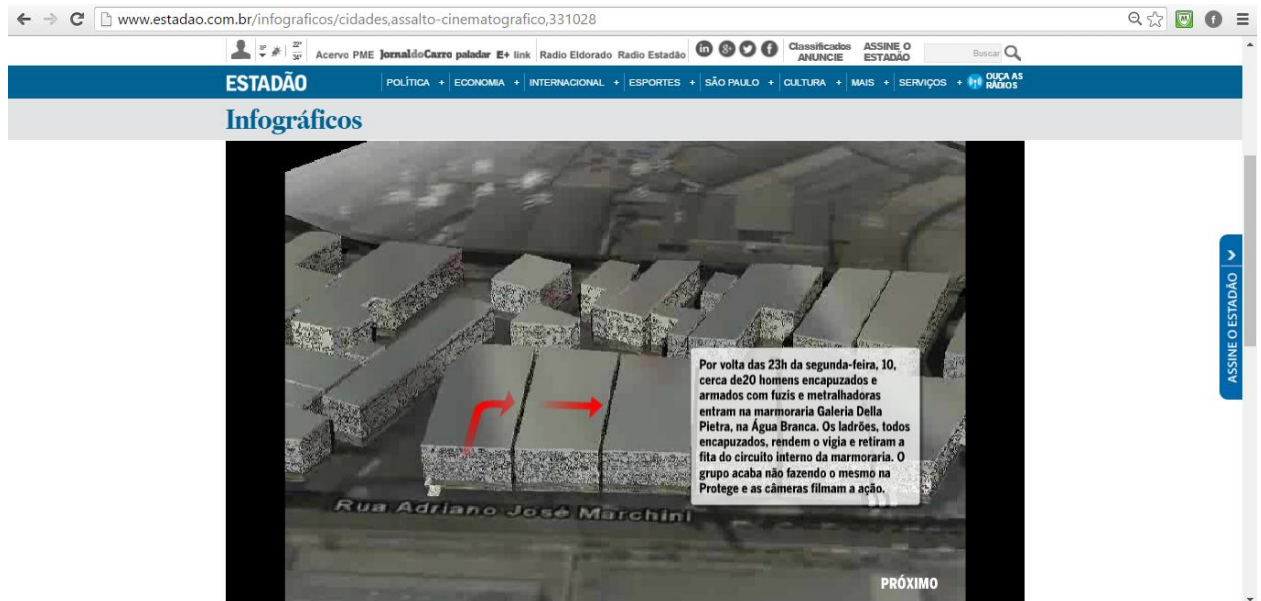 www.estadao.com.br/infograficos/cidades,assalto-cinematografico,331028
Acervo PME JornaldoCarro paladar E+ link Radio Eldorado Radio Estadão
Classificados ASSINE O
ANUNCIE ESTADÃO
Buscar
ESTADÃO
POLÍTICA + ECONOMIA + INTERNACIONAL + ESPORTES + SÃO PAULO + CULTURA + MAIS + SERVIÇOS +
OUÇA AS
RÁDIOS
Infográficos
Por volta das 23h da segunda-feira, 10,
cerca de20 homens encapuzados e
armados com fuzis e metralhadoras
entram na marmoraria Galeria Della
Pietra, na Água Branca. Os ladrões, todos
encapuzados, rendem o vigia e retiram a
fita do circuito interno da marmoraria. O
grupo acaba não fazendo o mesmo na
Protege e as câmeras filmam a ação.
Rua Adriano José Marchini
PRÓXIMO
ASSINE O ESTADÃO